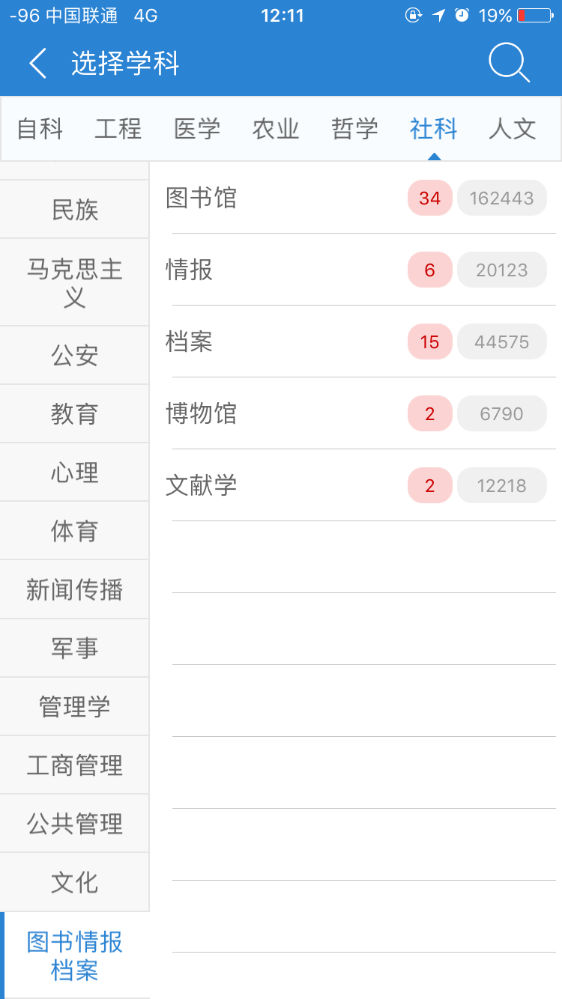 -96 中国联通 4G 12:11 19%
选择学科
自科 工程 医学 农业 哲学 社科 人文
民族
马克思主
义
公安
教育
心理
体育
新闻传播
军事
管理学
工商管理
公共管理
文化
图书情报
档案
图书馆 34 162443
情报 6 20123
档案 15 44575
博物馆 2 6790
文献学 2 12218